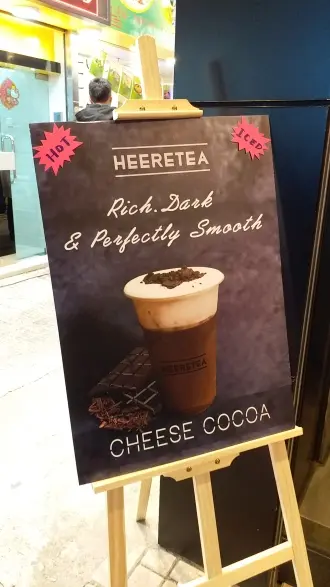 HOT
ICED
HEERETEA
Rich. Dark
& Perfectly Smooth
HEERETEA
CHEESE COCOA